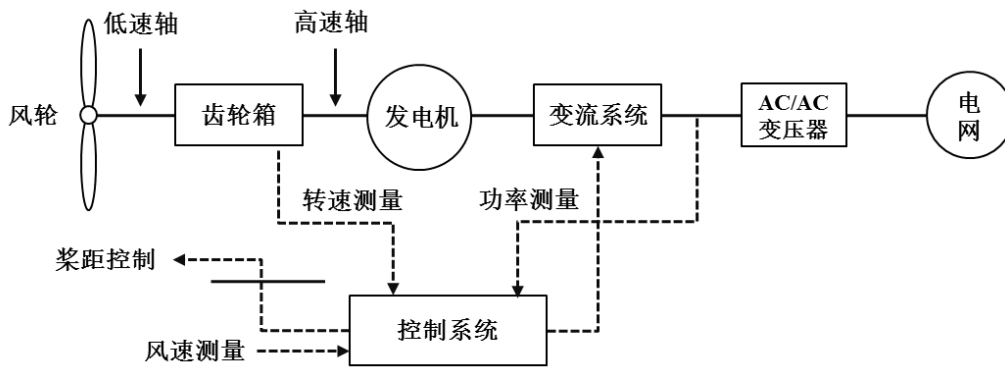 低速轴
高速轴
风轮
齿轮箱
发电机
变流系统
AC/AC
变压器
电
网
转速测量
功率测量
桨距控制
控制系统
风速测量